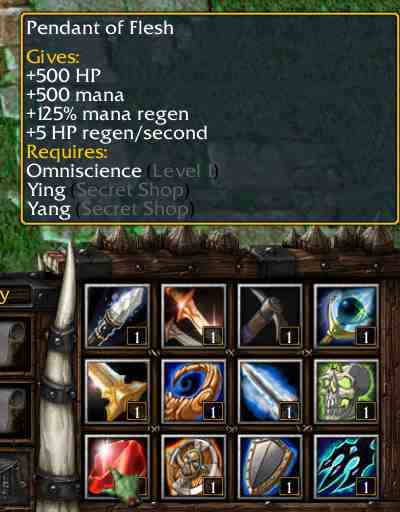 Pendant of Flesh
Gives:
+500 HP
+500 mana
+125% mana regen
+5 HP regen/second
Requires:
Omniscience (Level 1)
Ying (Secret Shop)
Yang (Secret Shop)
y
1 1 1 1
1 1 1 1
1 1 1 1